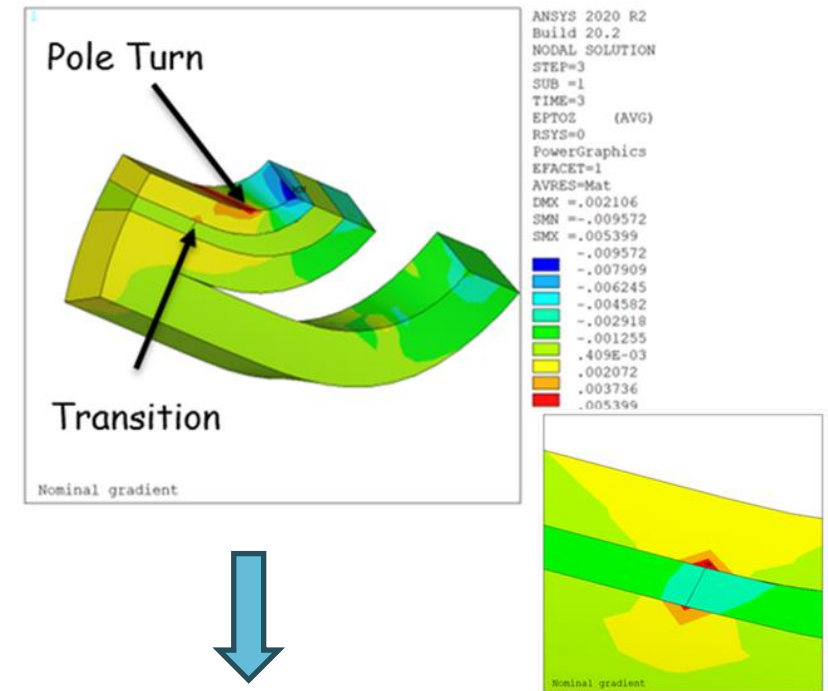 1
Pole Turn
Transition
Nominal gradient
ANSYS 2020 R2
Build 20.2
NODAL SOLUTION
STEP=3
SUB =1
TIME=3
EPTOZ (AVG)
RSYS=0
PowerGraphics
EFACET=1
AVRES=Mat
DMX =.002106
SMN =-.009572
SMX =.005399
-.009572
-.007909
-.006245
-.004582
-.002918
-.001255
.409E-03
.002072
.003736
.005399
Nominal gradient